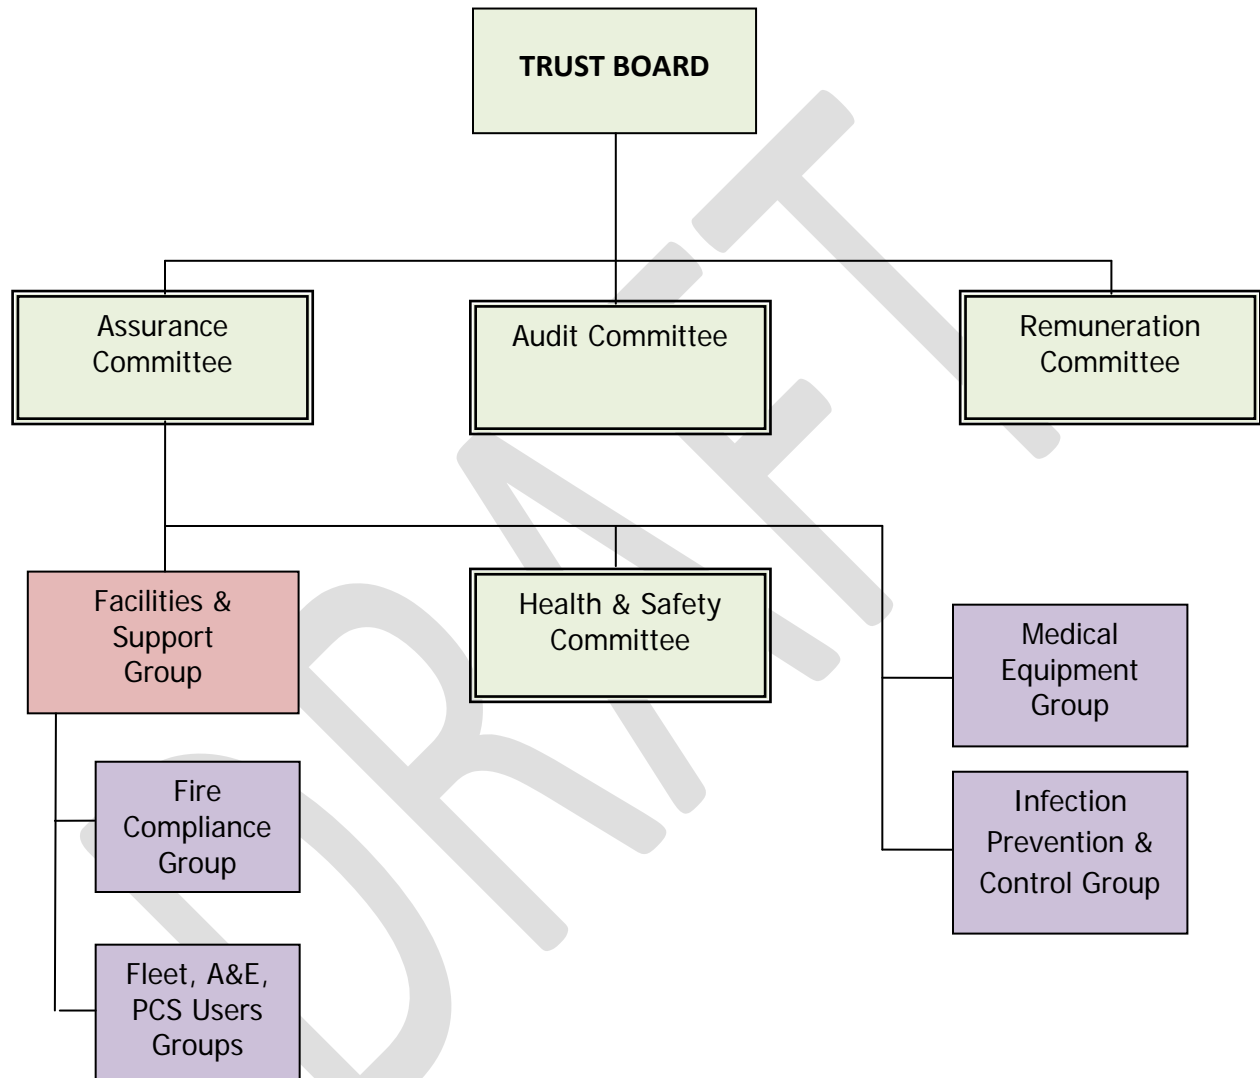 TRUST BOARD
Assurance
Committee
Audit Committee
Remuneration
Committee
Facilities &
Support
Group
Health & Safety
Committee
Medical
Equipment
Group
Fire
Compliance
Group
Infection
Prevention &
Control Group
Fleet, A&E,
PCS Users
Groups
DRAFT